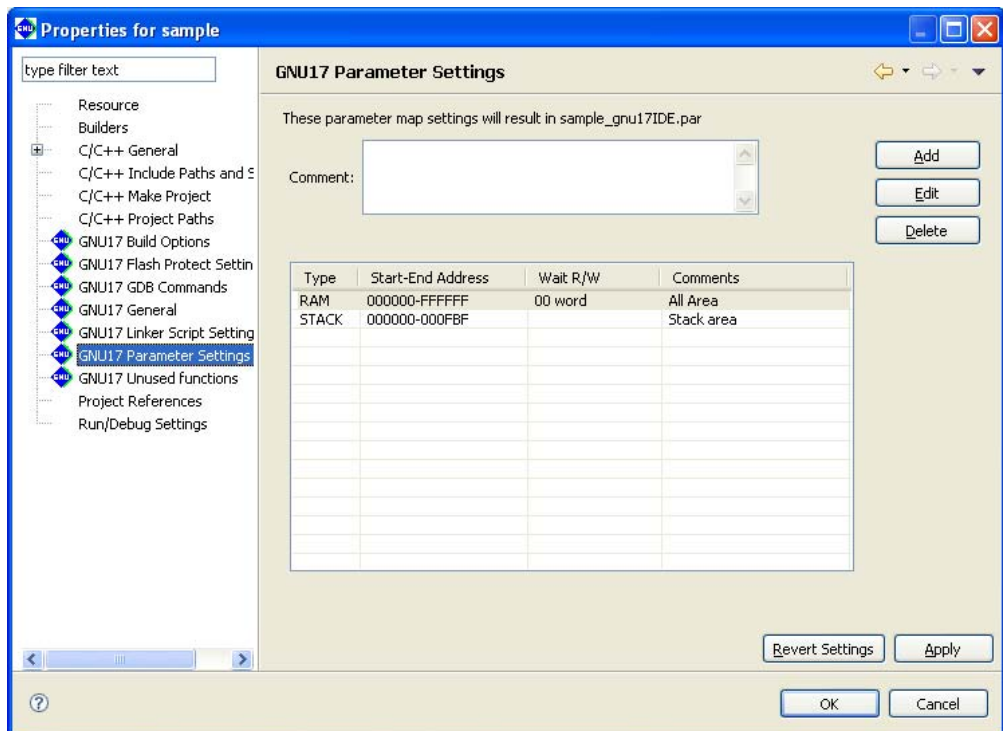 Properties for sample
type filter text
Resource
Builders
C/C++ General
C/C++ Include Paths and S
C/C++ Make Project
C/C++ Project Paths
GNU17 Build Options
GNU17 Flash Protect Settin
GNU17 GDB Commands
GNU17 General
GNU17 Linker Script Setting
GNU17 Parameter Settings
GNU17 Unused functions
Project References
Run/Debug Settings
GNU17 Parameter Settings
These parameter map settings will result in sample_gnu17IDE.par
Comment:
Add
Edit
Delete
Type Start-End Address Wait R/W Comments
RAM 000000-FFFFFF 00 word All Area
STACK 000000-000FBF Stack area
Revert Settings Apply
OK Cancel